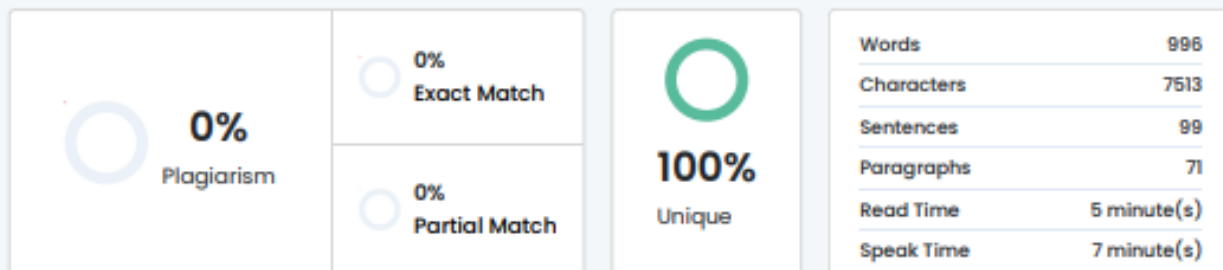 0%
Plagiarism
0%
Exact Match
0%
Partial Match
100%
Unique
Words 996
Characters 7513
Sentences 99
Paragraphs 71
Read Time 5 minute(s)
Speak Time 7 minute(s)